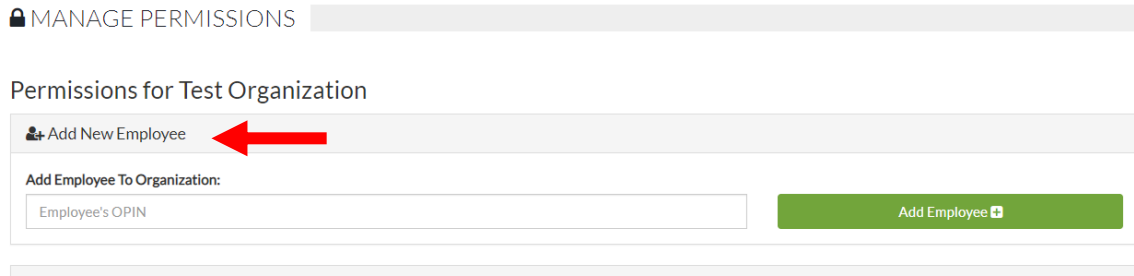 MANAGE PERMISSIONS
Permissions for Test Organization
Add New Employee
Add Employee To Organization:
Employee's OPIN
Add Employee